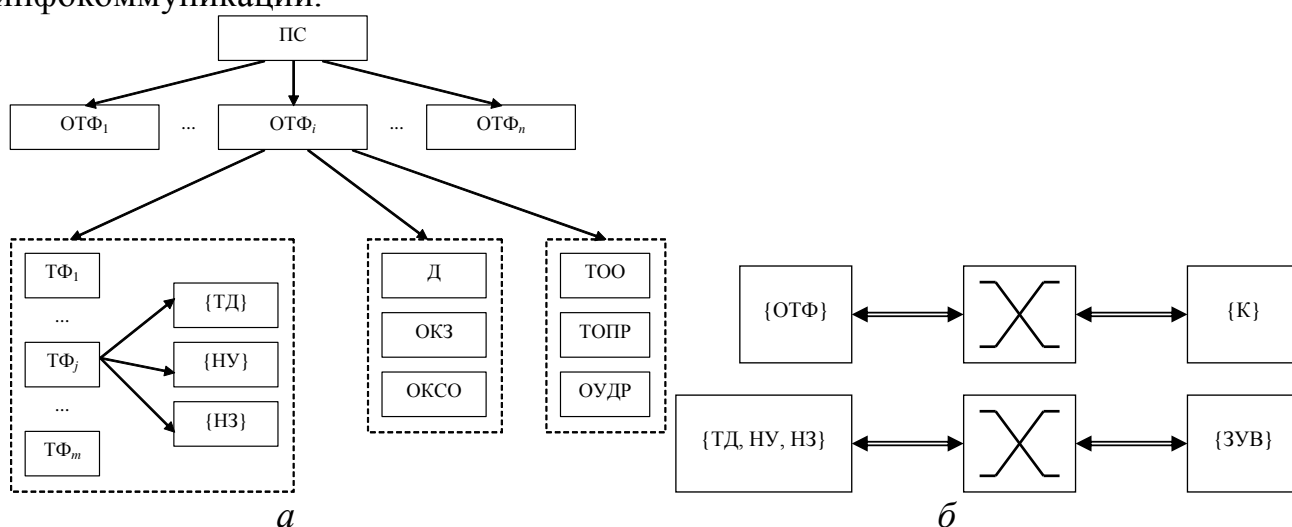 инфокоммуникаций.
ПС
ОТФ₁ ... ОТФᵢ ... ОТФₙ
ТФ₁
...
ТФⱼ
...
ТФₘ
{ТД}
{НУ}
{НЗ}
Д
ОКЗ
ОКСО
ТОО
ТОПР
ОУДР
{ОТФ} {К}
{ТД, НУ, НЗ} {ЗУВ}
а б